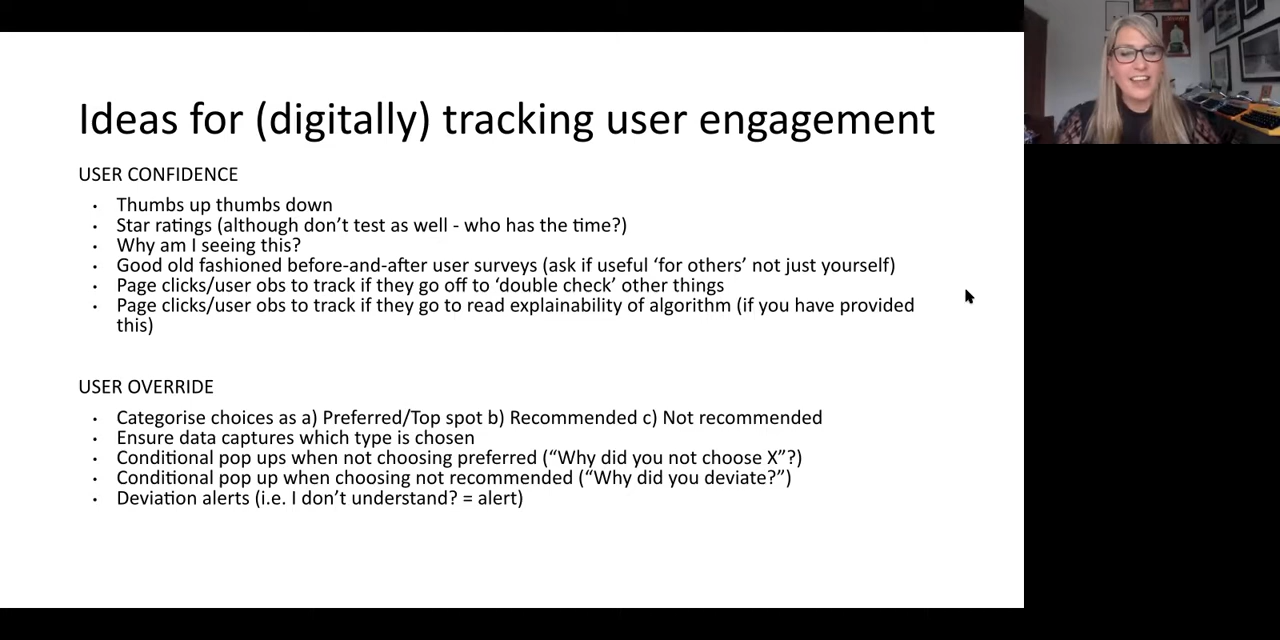 Ideas for (digitally) tracking user engagement
USER CONFIDENCE
• Thumbs up thumbs down
• Star ratings (although don’t test as well - who has the time?)
• Why am I seeing this?
• Good old fashioned before-and-after user surveys (ask if useful ‘for others’ not just yourself)
• Page clicks/user obs to track if they go off to ‘double check’ other things
• Page clicks/user obs to track if they go to read explainability of algorithm (if you have provided
this)
USER OVERRIDE
• Categorise choices as a) Preferred/Top spot b) Recommended c) Not recommended
• Ensure data captures which type is chosen
• Conditional pop ups when not choosing preferred (“Why did you not choose X”?)
• Conditional pop up when choosing not recommended (“Why did you deviate?”)
• Deviation alerts (i.e. I don’t understand? = alert)